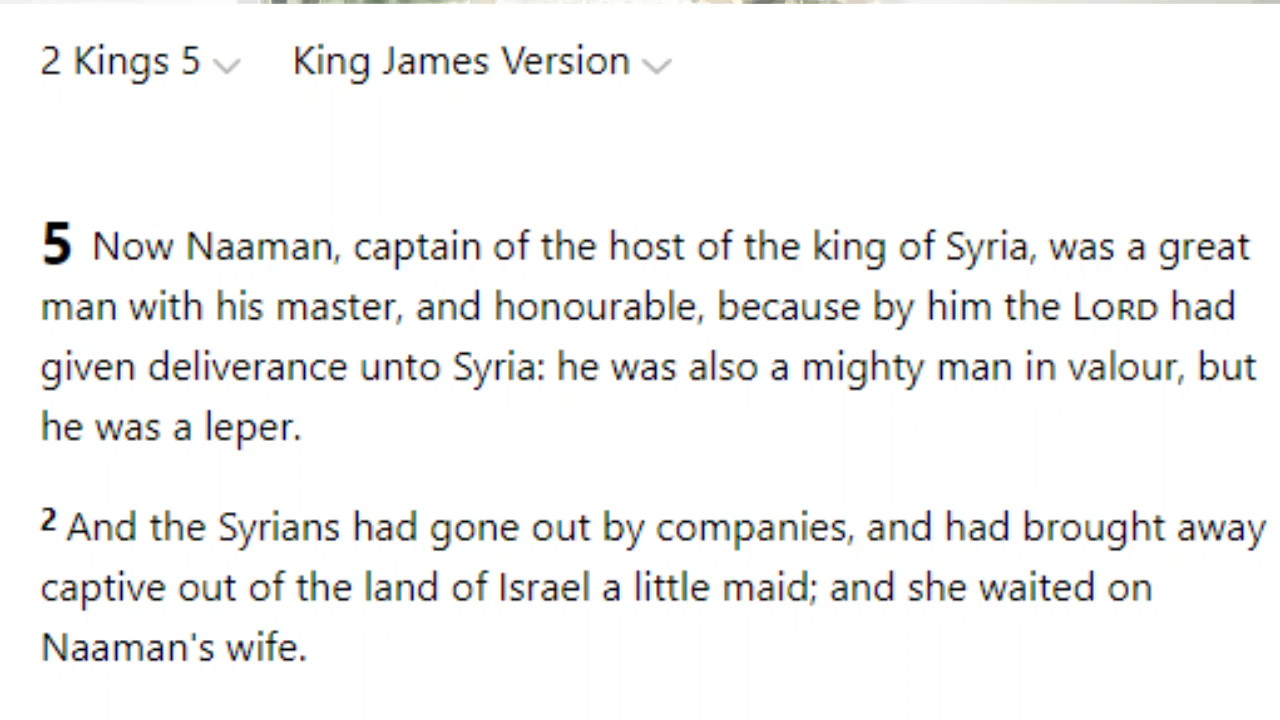 2 Kings 5 King James Version
5 Now Naaman, captain of the host of the king of Syria, was a great
man with his master, and honourable, because by him the LORD had
given deliverance unto Syria: he was also a mighty man in valour, but
he was a leper.
2 And the Syrians had gone out by companies, and had brought away
captive out of the land of Israel a little maid; and she waited on
Naaman's wife.